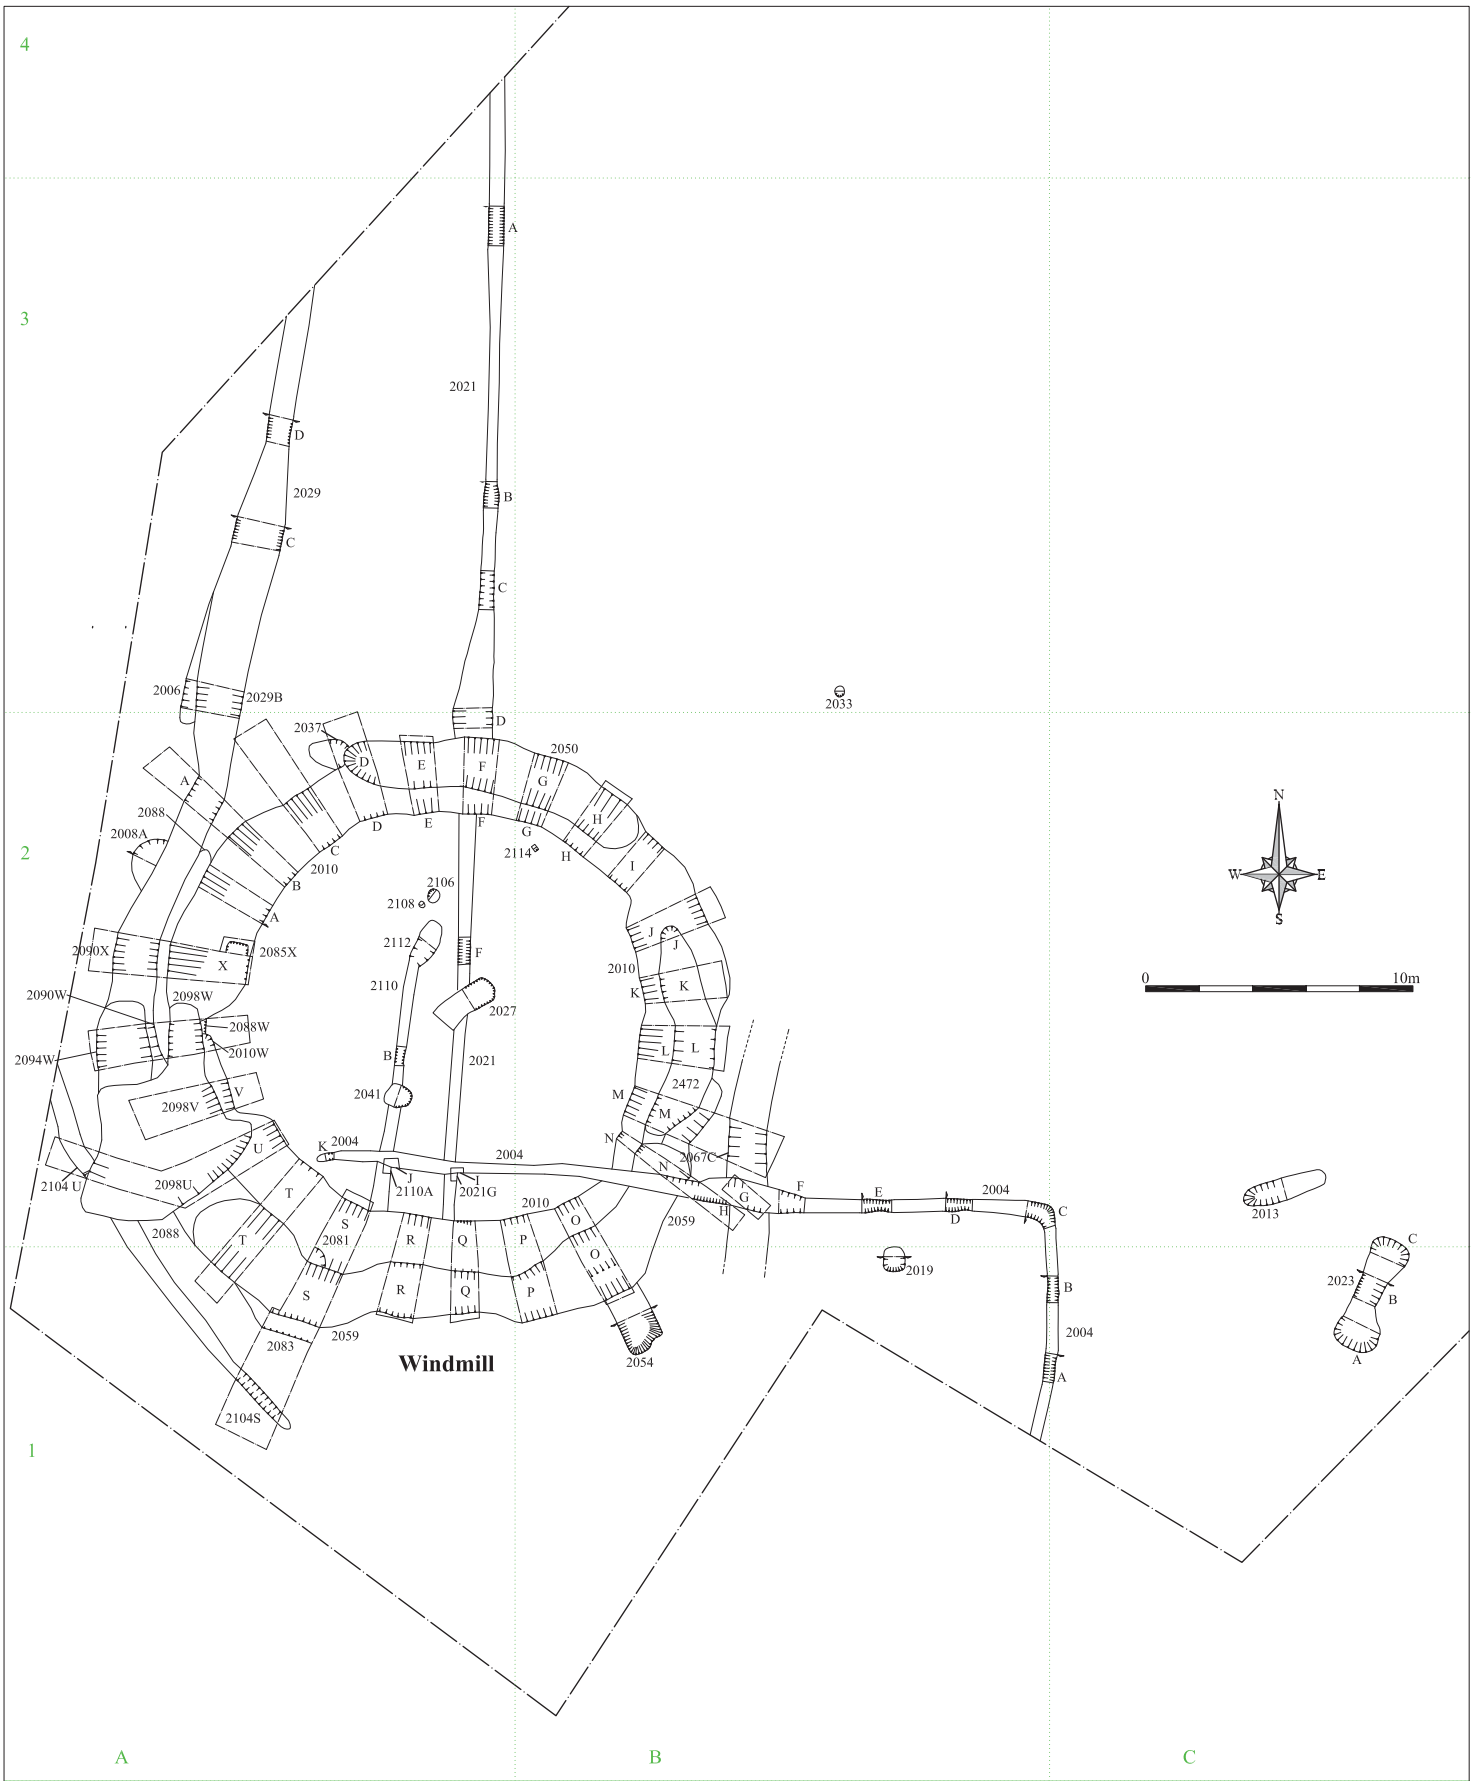 4
A
3
2021
D
2029
B
C
C
2006
2029B
2033
D
2037
2050
D
E
F
G
A
2088
H
2008A
D
E
F
G
C
2114
H
I
2
2010
B
N
W
E
S
2106
2108
A
J
J
2112
2090X
X
2085X
F
2010
0
10m
K
K
2110
2090W
2098W
2027
2088W
2010W
L
L
2094W
B
2021
2472
V
2098V
2041
M
M
U
K
2004
2004
N
N
2067C
2104 U
2098U
T
J
2110A
I
2021G
G
F
E
2004
D
C
H
2013
2010
2059
O
S
R
Q
P
2088
T
2081
O
2019
C
2023
B
B
S
R
Q
P
2083
2059
2004
Windmill
2054
A
A
2104S
1
A
B
C